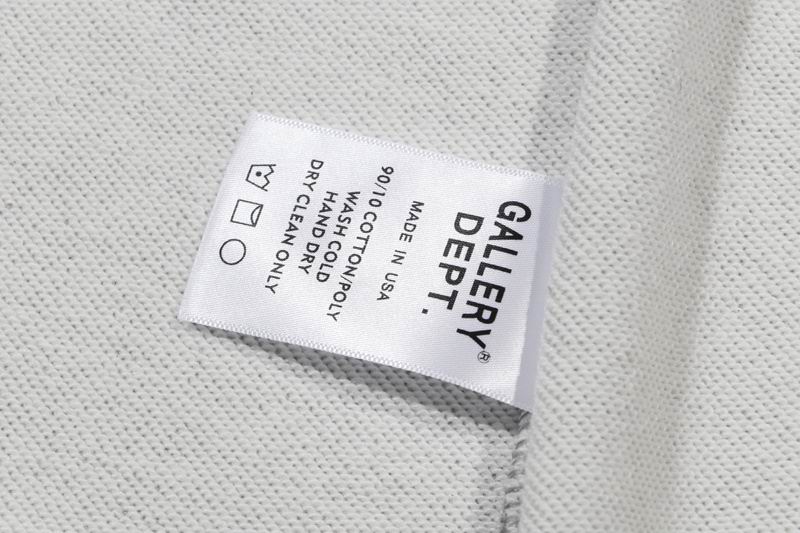 GALLERY®
DEPT.
MADE IN USA
90/10 COTTON/POLY
WASH COLD
HAND DRY
DRY CLEAN ONLY